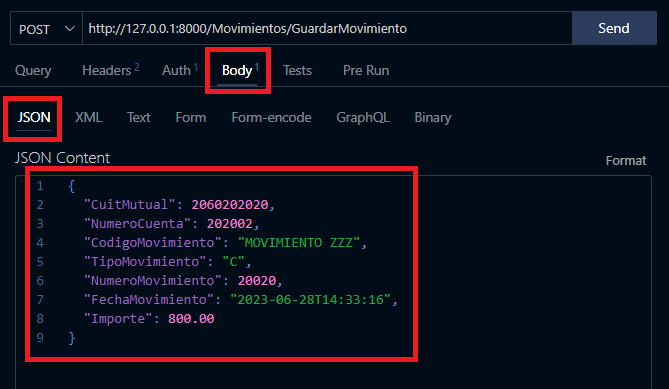 POST http://127.0.0.1:8000/Movimientos/GuardarMovimiento Send
Query Headers 2 Auth 1 Body 1 Tests Pre Run
JSON XML Text Form Form-encode GraphQL Binary
JSON Content Format
1 {
2 "CuitMutual": 2060202020,
3 "NumeroCuenta": 202002,
4 "CodigoMovimiento": "MOVIMIENTO ZZZ",
5 "TipoMovimiento": "C",
6 "NumeroMovimiento": 20020,
7 "FechaMovimiento": "2023-06-28T14:33:16",
8 "Importe": 800.00
9 }